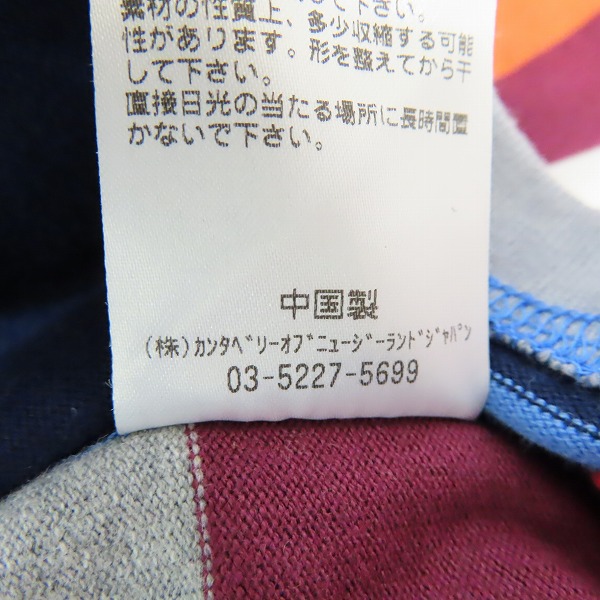 て下さい。
素材の性質上、多少収縮する可能
性があります。形を整えてから干
して下さい。
直接日光の当たる場所に長時間置
かないで下さい。
中国製
(株)カンタベリーオブニュージーランドジャパン
03-5227-5699